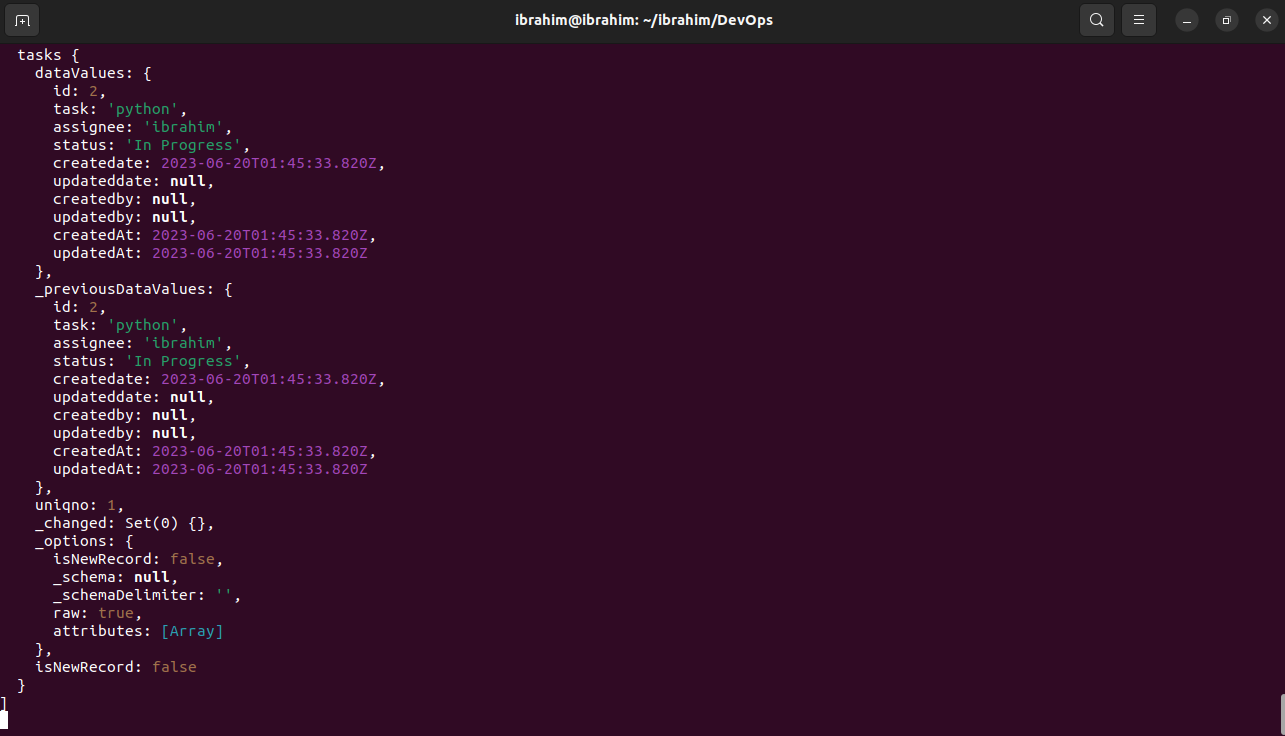 ibrahim@ibrahim: ~/ibrahim/DevOps
  tasks {
    dataValues: {
      id: 2,
      task: 'python',
      assignee: 'ibrahim',
      status: 'In Progress',
      createdate: 2023-06-20T01:45:33.820Z,
      updateddate: null,
      createdby: null,
      updatedby: null,
      createdAt: 2023-06-20T01:45:33.820Z,
      updatedAt: 2023-06-20T01:45:33.820Z
    },
    _previousDataValues: {
      id: 2,
      task: 'python',
      assignee: 'ibrahim',
      status: 'In Progress',
      createdate: 2023-06-20T01:45:33.820Z,
      updateddate: null,
      createdby: null,
      updatedby: null,
      createdAt: 2023-06-20T01:45:33.820Z,
      updatedAt: 2023-06-20T01:45:33.820Z
    },
    uniqno: 1,
    _changed: Set(0) {},
    _options: {
      isNewRecord: false,
      _schema: null,
      _schemaDelimiter: '',
      raw: true,
      attributes: [Array]
    },
    isNewRecord: false
  }
]